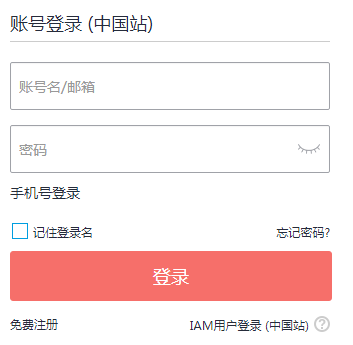 账号登录 (中国站)
账号名/邮箱
密码
手机号登录
记住登录名 忘记密码?
登录
免费注册 IAM用户登录 (中国站) ?